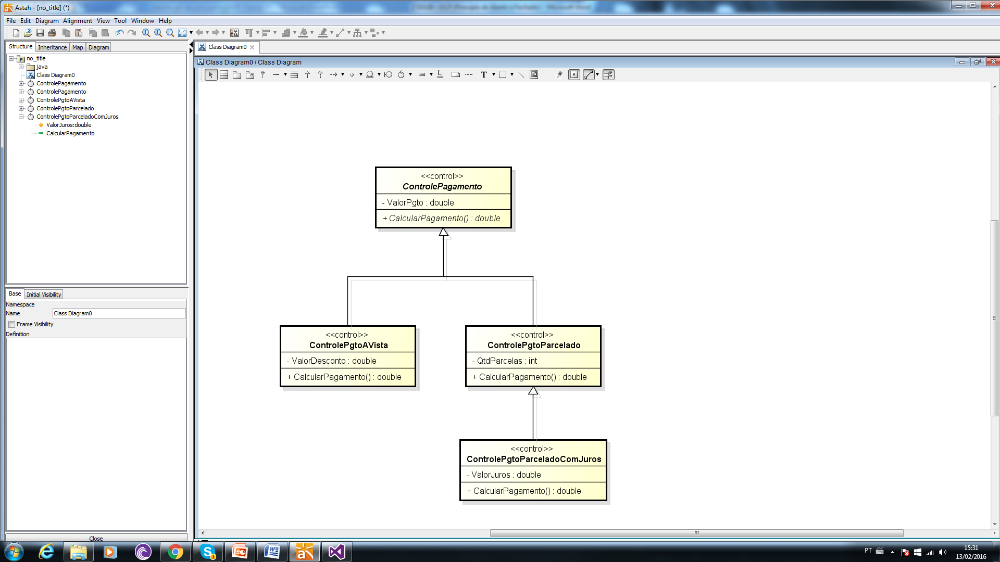 Astah - [no_title] (*)
File Edit Diagram Alignment View Tool Window Help
Structure Inheritance Map Diagram
no_title
java
Class Diagram0
ControlePagamento
ControlePagamento
ControlePgtoAVista
ControlePgtoParcelado
ControlePgtoParceladoComJuros
ValorJuros:double
CalcularPagamento
Base Initial Visibility
Namespace
Name Class Diagram0
Frame Visibility
Definition
Close
Class Diagram0
Class Diagram0 / Class Diagram
T
<<control>>
ControlePagamento
- ValorPgto : double
+ CalcularPagamento() : double
<<control>>
ControlePgtoAVista
- ValorDesconto : double
+ CalcularPagamento() : double
<<control>>
ControlePgtoParcelado
- QtdParcelas : int
+ CalcularPagamento() : double
<<control>>
ControlePgtoParceladoComJuros
- ValorJuros : double
+ CalcularPagamento() : double
PT
15:31
13/02/2016